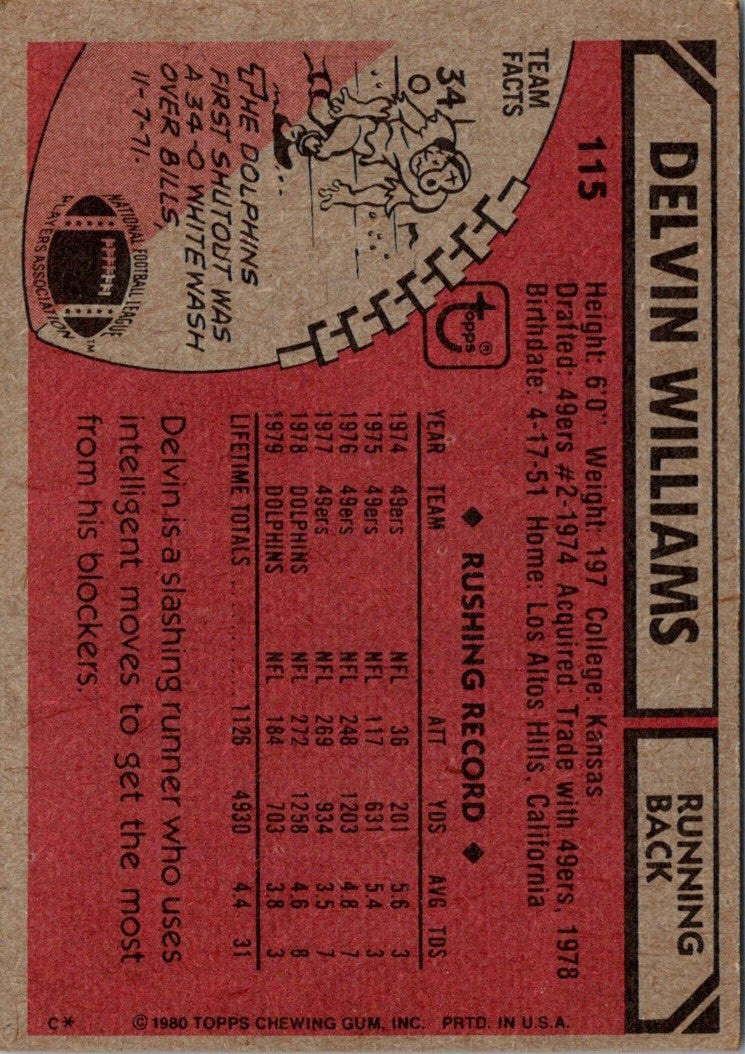 DELVIN WILLIAMS
RUNNING
BACK
115
Height: 6'0" Weight: 197 College: Kansas
Drafted: 49ers #2-1974 Acquired: Trade with 49ers, 1978
Birthdate: 4-17-51 Home: Los Altos Hills, California
TEAM
FACTS
34
0
THE DOLPHINS
FIRST SHUTOUT WAS
A 34-0 WHITEWASH
OVER BILLS
11-7-71.
NATIONAL FOOTBALL LEAGUE
PLAYERS ASSOCIATION ™
topps ®
◆ RUSHING RECORD ◆
YEAR TEAM ATT YDS AVG TDS
1974 49ers NFL 36 201 5.6 3
1975 49ers NFL 117 631 5.4 3
1976 49ers NFL 248 1203 4.8 7
1977 49ers NFL 269 934 3.5 7
1978 DOLPHINS NFL 272 1258 4.6 8
1979 DOLPHINS NFL 184 703 3.8 3
LIFETIME TOTALS .......... 1126 4930 4.4 31
Delvin is a slashing runner who uses
intelligent moves to get the most
from his blockers.
C* © 1980 TOPPS CHEWING GUM, INC. PRTD. IN U.S.A.